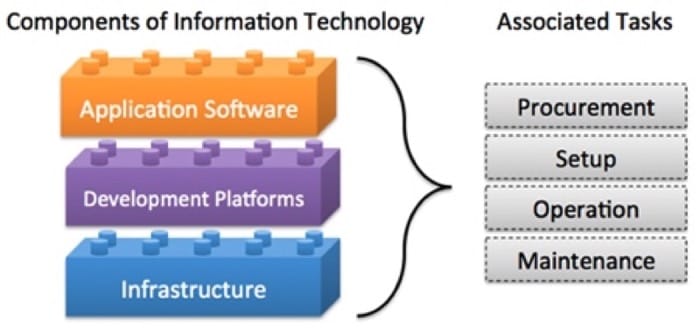 Components of Information Technology
Associated Tasks
Application Software
Development Platforms
Infrastructure
Procurement
Setup
Operation
Maintenance